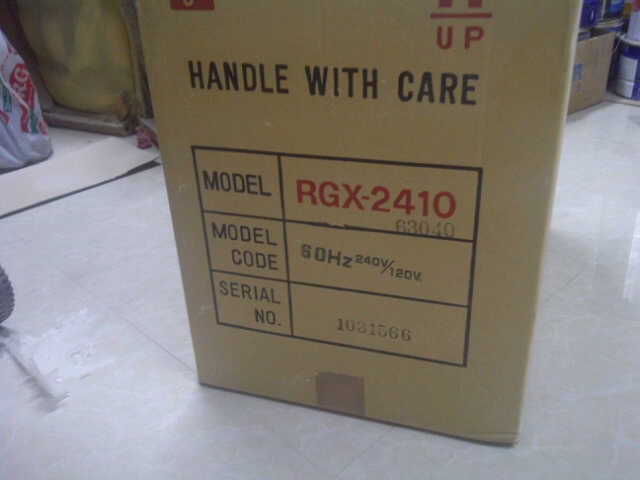 UP
HANDLE WITH CARE
MODEL RGX-2410
63040
MODEL CODE 60Hz 240V/120V.
SERIAL NO. 1031566